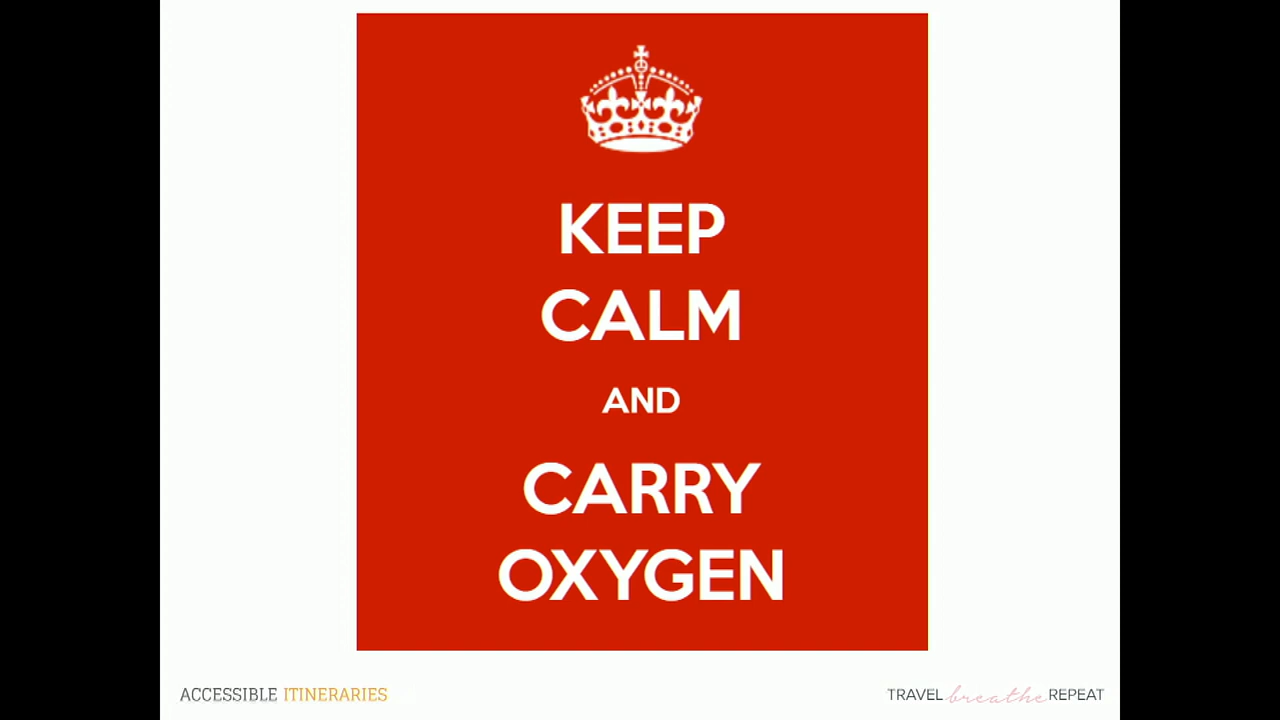 KEEP
CALM
AND
CARRY
OXYGEN
ACCESSIBLE ITINERARIES
TRAVEL breathe REPEAT